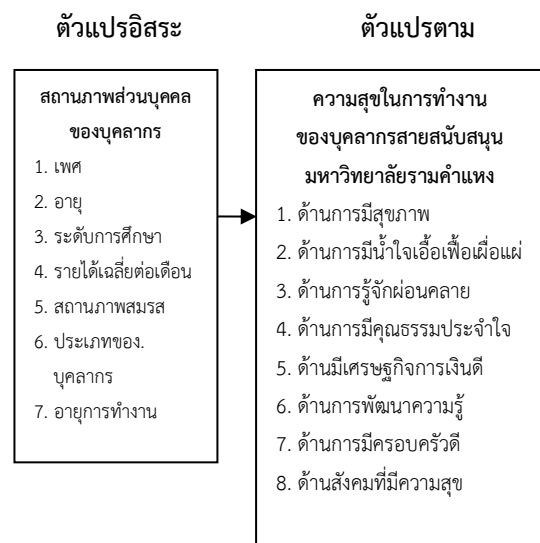 ตัวแปรอิสระ
สถานภาพส่วนบุคคล
ของบุคลากร
1. เพศ
2. อายุ
3. ระดับการศึกษา
4. รายได้เฉลี่ยต่อเดือน
5. สถานภาพสมรส
6. ประเภทของ.
บุคลากร
7. อายุการทำงาน
ตัวแปรตาม
ความสุขในการทำงาน
ของบุคลากรสายสนับสนุน
มหาวิทยาลัยรามคำแหง
1. ด้านการมีสุขภาพ
2. ด้านการมีน้ำใจเอื้อเฟื้อเผื่อแผ่
3. ด้านการรู้จักผ่อนคลาย
4. ด้านการมีคุณธรรมประจำใจ
5. ด้านมีเศรษฐกิจการเงินดี
6. ด้านการพัฒนาความรู้
7. ด้านการมีครอบครัวดี
8. ด้านสังคมที่มีความสุข